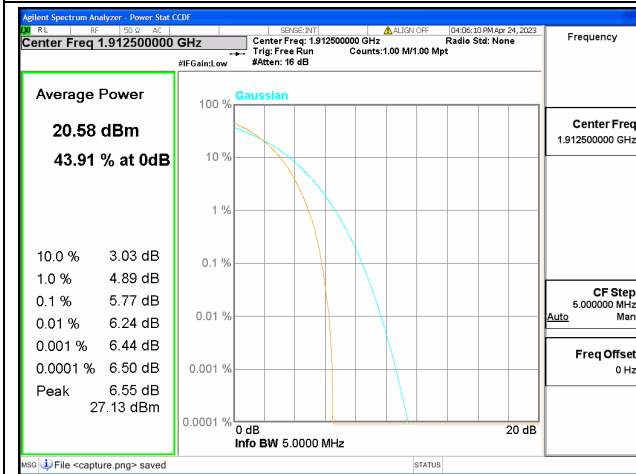 Agilent Spectrum Analyzer - Power Stat CCDF
RL RF 50 Ω AC SENSE:INT ALIGN OFF 04:06:10 PM Apr 24, 2023
Center Freq 1.912500000 GHz
Center Freq: 1.912500000 GHz Radio Std: None
Trig: Free Run Counts:1.00 M/1.00 Mpt
#IFGain:Low #Atten: 16 dB
Frequency
Average Power
20.58 dBm
43.91 % at 0dB
10.0 % 3.03 dB
1.0 % 4.89 dB
0.1 % 5.77 dB
0.01 % 6.24 dB
0.001 % 6.44 dB
0.0001 % 6.50 dB
Peak 6.55 dB
27.13 dBm
Gaussian
100 %
10 %
1 %
0.1 %
0.01 %
0.001 %
0.0001 %
0 dB 20 dB
Info BW 5.0000 MHz
Center Freq
1.912500000 GHz
CF Step
5.000000 MHz
Auto Man
Freq Offset
0 Hz
MSG File <capture.png> saved STATUS